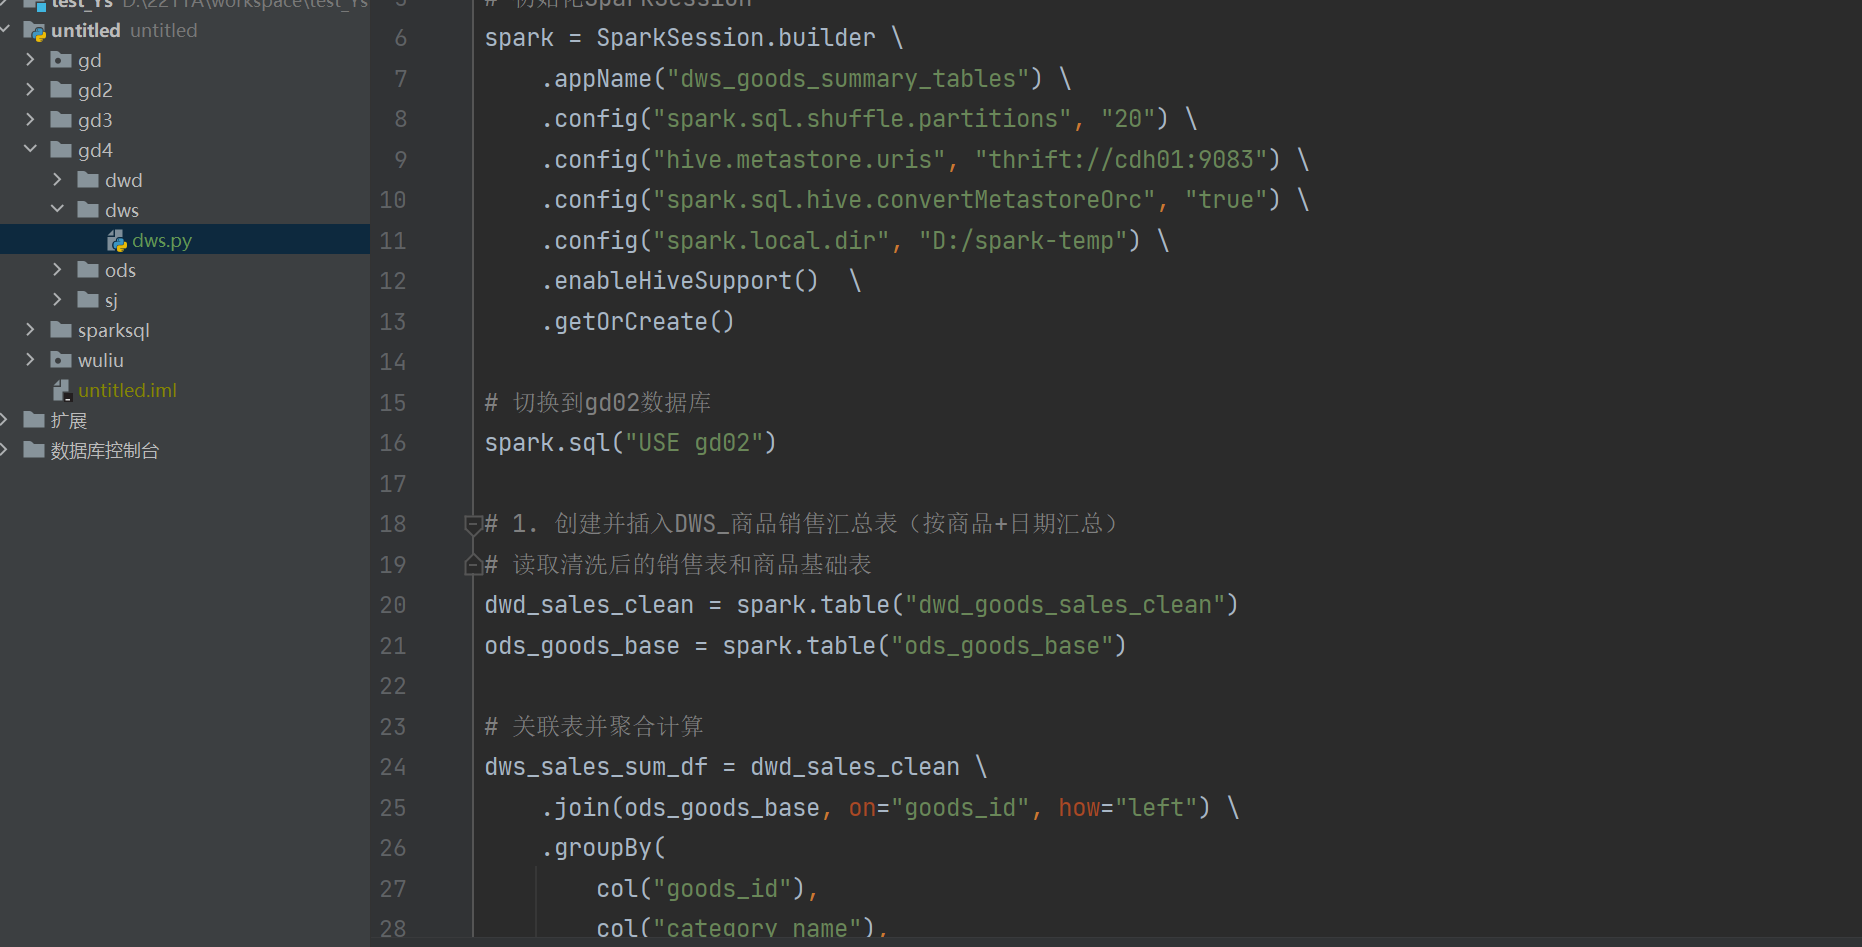 test_Ys D:\2211A\workspace\test_Ys
untitled untitled
gd
gd2
gd3
gd4
dwd
dws
dws.py
ods
sj
sparksql
wuliu
untitled.iml
扩展
数据库控制台
5 # 初始化SparkSession
6 spark = SparkSession.builder \
7 .appName("dws_goods_summary_tables") \
8 .config("spark.sql.shuffle.partitions", "20") \
9 .config("hive.metastore.uris", "thrift://cdh01:9083") \
10 .config("spark.sql.hive.convertMetastoreOrc", "true") \
11 .config("spark.local.dir", "D:/spark-temp") \
12 .enableHiveSupport()  \
13 .getOrCreate()
14
15 # 切换到gd02数据库
16 spark.sql("USE gd02")
17
18 # 1. 创建并插入DWS_商品销售汇总表（按商品+日期汇总）
19 # 读取清洗后的销售表和商品基础表
20 dwd_sales_clean = spark.table("dwd_goods_sales_clean")
21 ods_goods_base = spark.table("ods_goods_base")
22
23 # 关联表并聚合计算
24 dws_sales_sum_df = dwd_sales_clean \
25 .join(ods_goods_base, on="goods_id", how="left") \
26 .groupBy(
27 col("goods_id"),
28 col("category_name"),